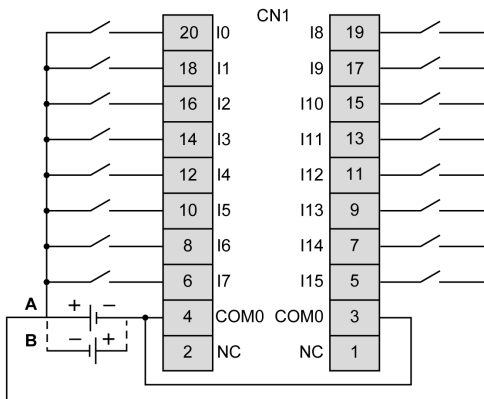 CN1
20 I0 I8 19
18 I1 I9 17
16 I2 I10 15
14 I3 I11 13
12 I4 I12 11
10 I5 I13 9
8 I6 I14 7
6 I7 I15 5
A + − 4 COM0 COM0 3
B − + 2 NC NC 1